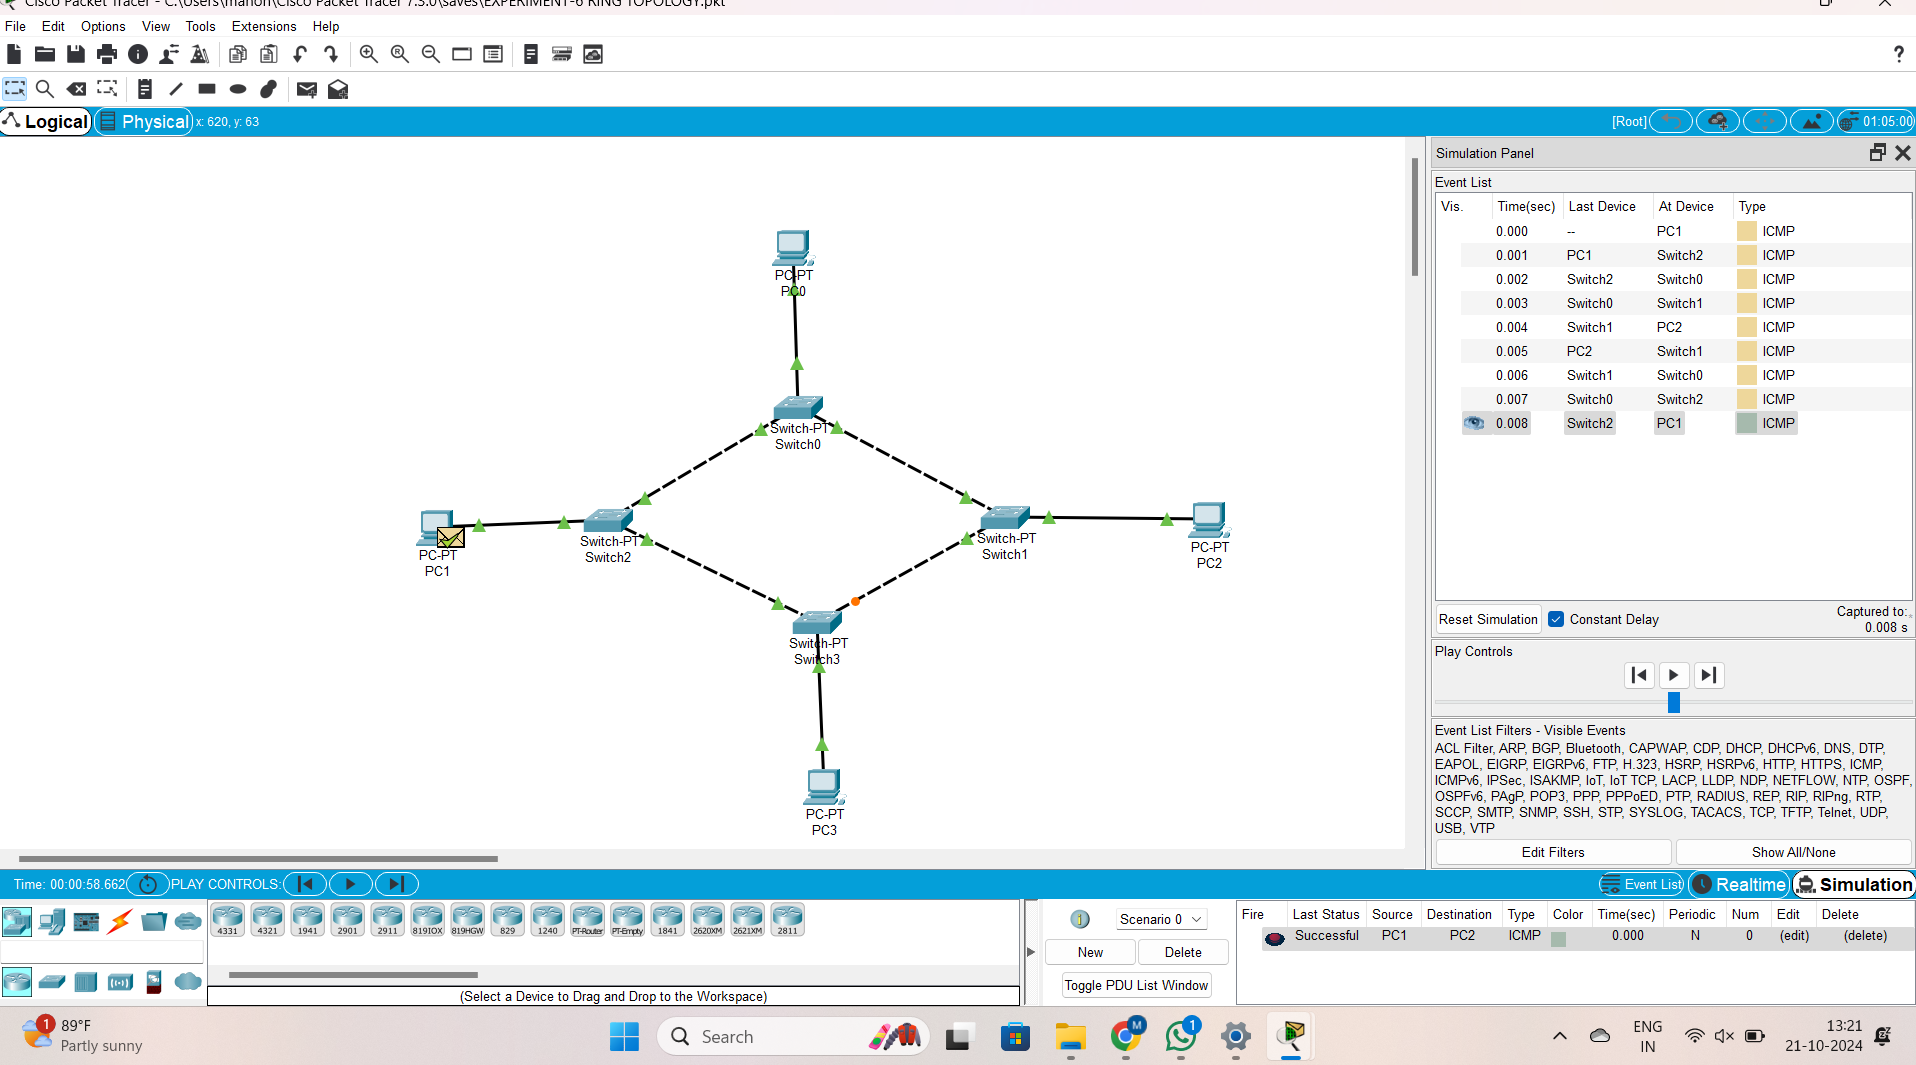 Cisco Packet Tracer - C:\Users\manoh\Cisco Packet Tracer 7.3.0\saves\EXPERIMENT-6 RING TOPOLOGY.pkt
File Edit Options View Tools Extensions Help
?
Logical Physical x: 620, y: 63 [Root] 01:05:00
Simulation Panel
Event List
Vis. Time(sec) Last Device At Device Type
0.000 -- PC1 ICMP
0.001 PC1 Switch2 ICMP
0.002 Switch2 Switch0 ICMP
0.003 Switch0 Switch1 ICMP
0.004 Switch1 PC2 ICMP
0.005 PC2 Switch1 ICMP
0.006 Switch1 Switch0 ICMP
0.007 Switch0 Switch2 ICMP
0.008 Switch2 PC1 ICMP
Reset Simulation Constant Delay Captured to:
0.008 s
Play Controls
Event List Filters - Visible Events
ACL Filter, ARP, BGP, Bluetooth, CAPWAP, CDP, DHCP, DHCPv6, DNS, DTP,
EAPOL, EIGRP, EIGRPv6, FTP, H.323, HSRP, HSRPv6, HTTP, HTTPS, ICMP,
ICMPv6, IPSec, ISAKMP, IoT, IoT TCP, LACP, LLDP, NDP, NETFLOW, NTP, OSPF,
OSPFv6, PAgP, POP3, PPP, PPPoED, PTP, RADIUS, REP, RIP, RIPng, RTP,
SCCP, SMTP, SNMP, SSH, STP, SYSLOG, TACACS, TCP, TFTP, Telnet, UDP,
USB, VTP
Edit Filters Show All/None
PC-PT
PC0
Switch-PT
Switch0
PC-PT
PC1
Switch-PT
Switch2
Switch-PT
Switch1
PC-PT
PC2
Switch-PT
Switch3
PC-PT
PC3
Time: 00:00:58.662 PLAY CONTROLS: Event List Realtime Simulation
4331 4321 1941 2901 2911 819IOX 819HGW 829 1240 PT-Router PT-Empty 1841 2620XM 2621XM 2811
(Select a Device to Drag and Drop to the Workspace)
Scenario 0
New Delete
Toggle PDU List Window
Fire Last Status Source Destination Type Color Time(sec) Periodic Num Edit Delete
Successful PC1 PC2 ICMP 0.000 N 0 (edit) (delete)
1 89°F
Partly sunny
Search
M
1
ENG
IN
13:21
21-10-2024